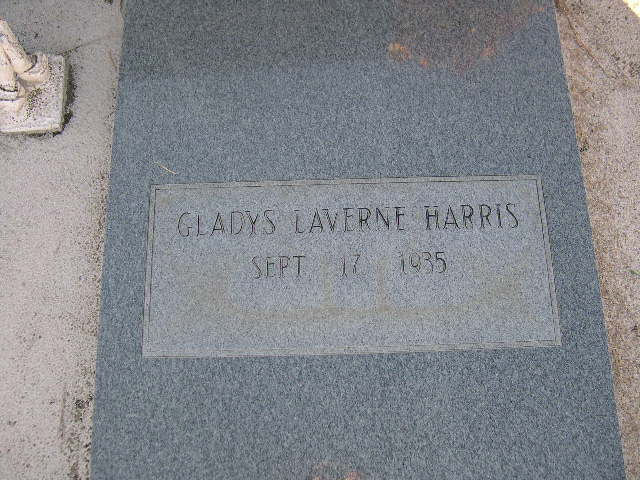 GLADYS LAVERNE HARRIS
SEPT. 17 1935